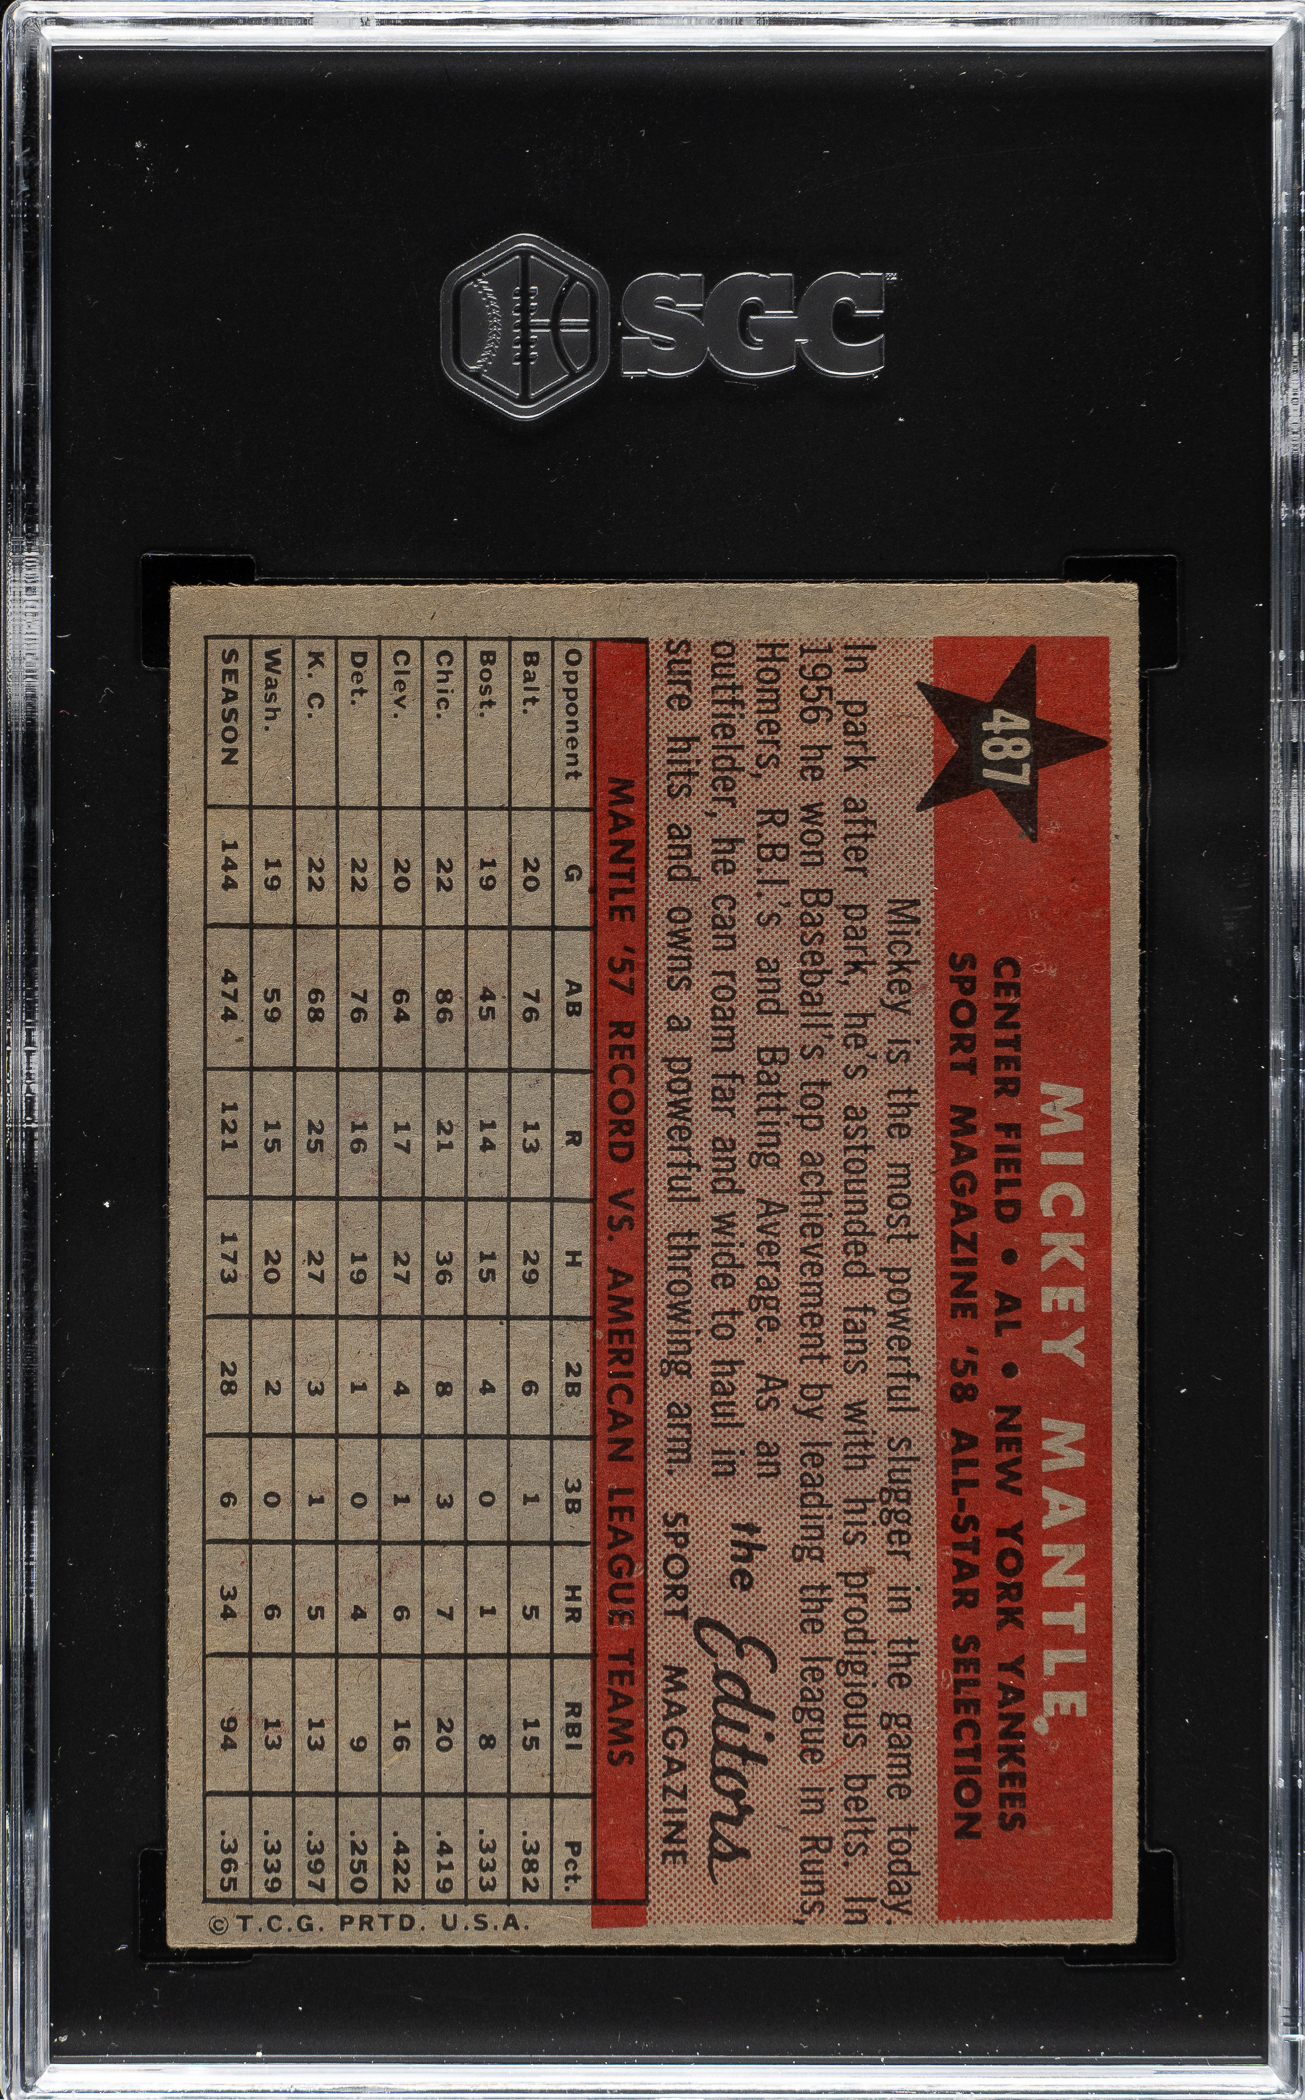 SGC
487
MICKEY MANTLE
CENTER FIELD • AL • NEW YORK YANKEES
SPORT MAGAZINE '58 ALL-STAR SELECTION
Mickey is the most powerful slugger in the game today.
In park after park, he's astounded fans with his prodigious belts. In
1956 he won Baseball's top achievement by leading the league in Runs,
Homers, R.B.I.'s and Batting Average. As an
outfielder, he can roam far and wide to haul in
sure hits and owns a powerful throwing arm.
the Editors
SPORT MAGAZINE
MANTLE '57 RECORD VS. AMERICAN LEAGUE TEAMS
Opponent G AB R H 2B 3B HR RBI Pct.
Balt. 20 76 13 29 6 1 5 15 .382
Bost. 19 45 14 15 4 0 1 8 .333
Chic. 22 86 21 36 8 3 7 20 .419
Clev. 20 64 17 27 4 1 6 16 .422
Det. 22 76 16 19 1 0 4 9 .250
K. C. 22 68 25 27 3 1 5 13 .397
Wash. 19 59 15 20 2 0 6 13 .339
SEASON 144 474 121 173 28 6 34 94 .365
© T.C.G. PRTD. U.S.A.